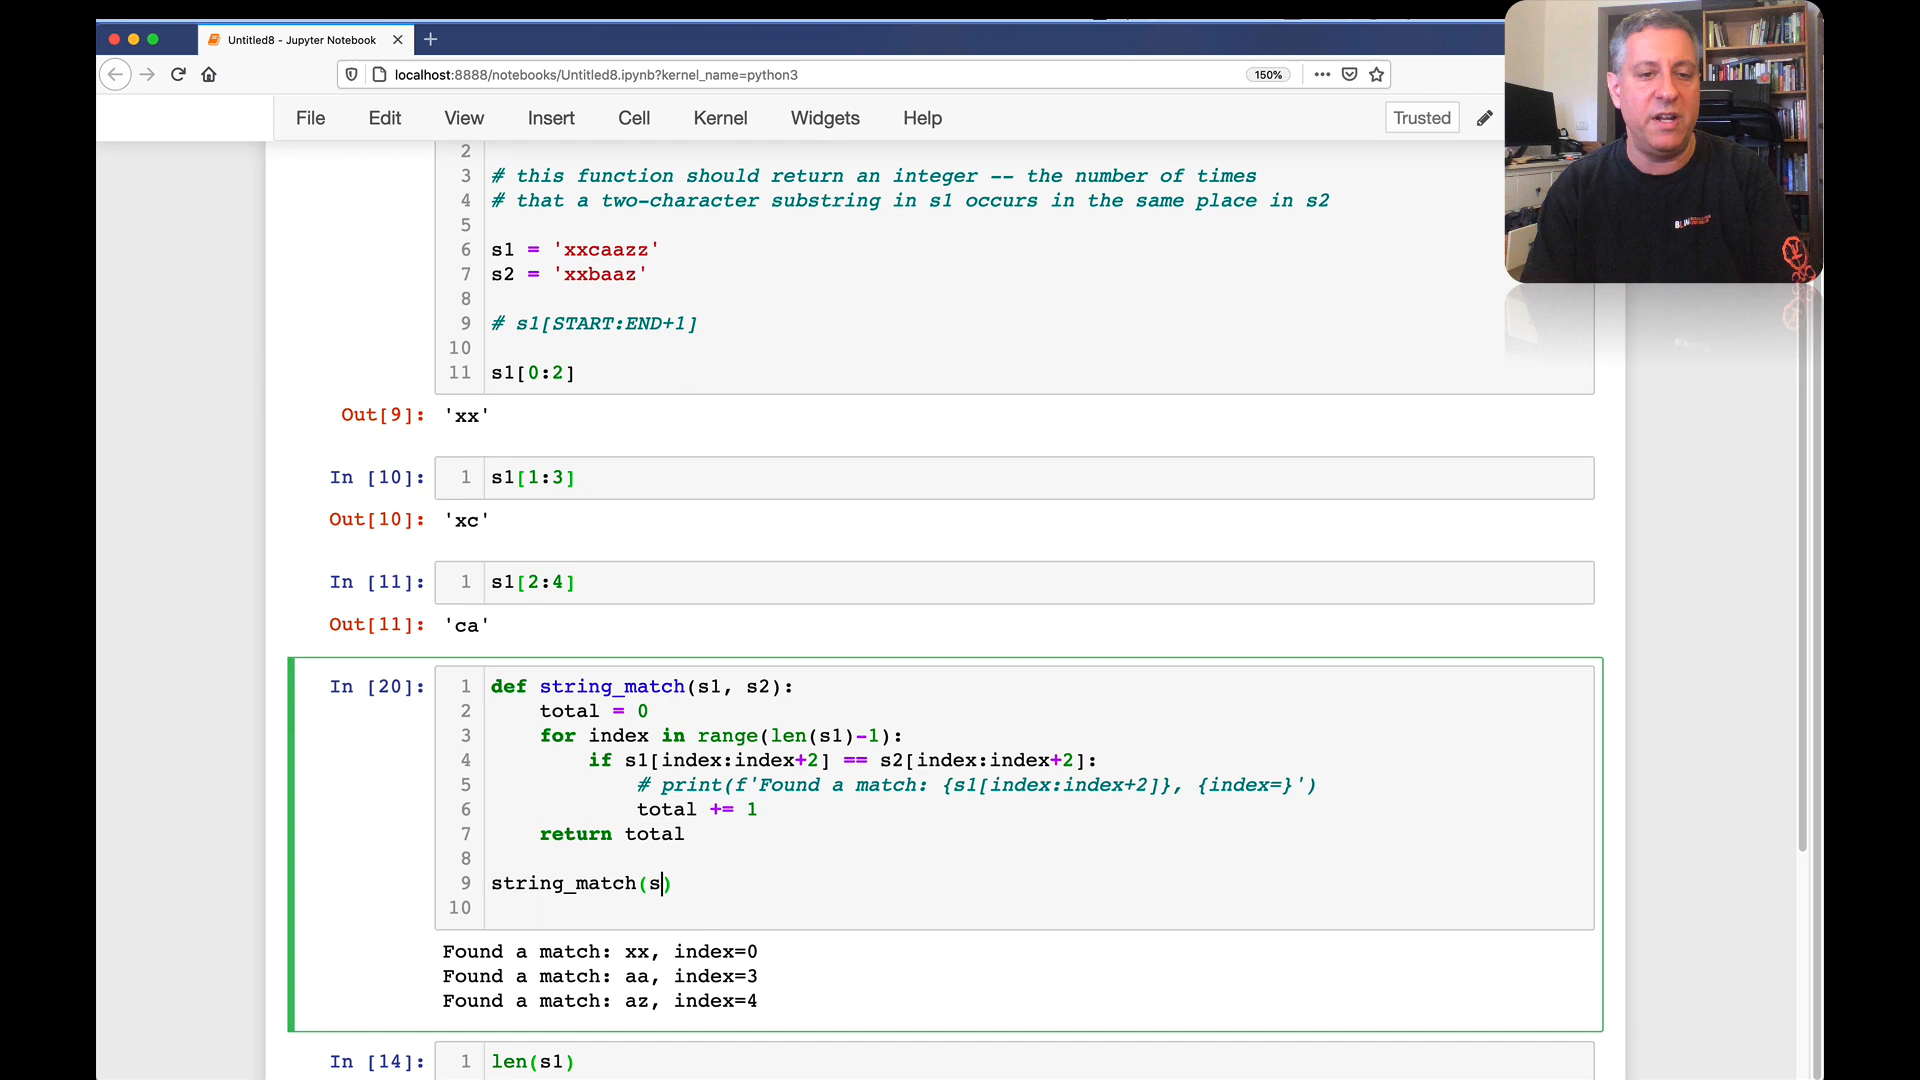 Untitled8 - Jupyter Notebook
localhost:8888/notebooks/Untitled8.ipynb?kernel_name=python3
150%
File Edit View Insert Cell Kernel Widgets Help
Trusted
2
3 # this function should return an integer -- the number of times
4 # that a two-character substring in s1 occurs in the same place in s2
5
6 s1 = 'xxcaazz'
7 s2 = 'xxbaaz'
8
9 # s1[START:END+1]
10
11 s1[0:2]
Out[9]: 'xx'
In [10]: 1 s1[1:3]
Out[10]: 'xc'
In [11]: 1 s1[2:4]
Out[11]: 'ca'
In [20]: 1 def string_match(s1, s2):
2 total = 0
3 for index in range(len(s1)-1):
4 if s1[index:index+2] == s2[index:index+2]:
5 # print(f'Found a match: {s1[index:index+2]}, {index=}')
6 total += 1
7 return total
8
9 string_match(s)
10
Found a match: xx, index=0
Found a match: aa, index=3
Found a match: az, index=4
In [14]: 1 len(s1)